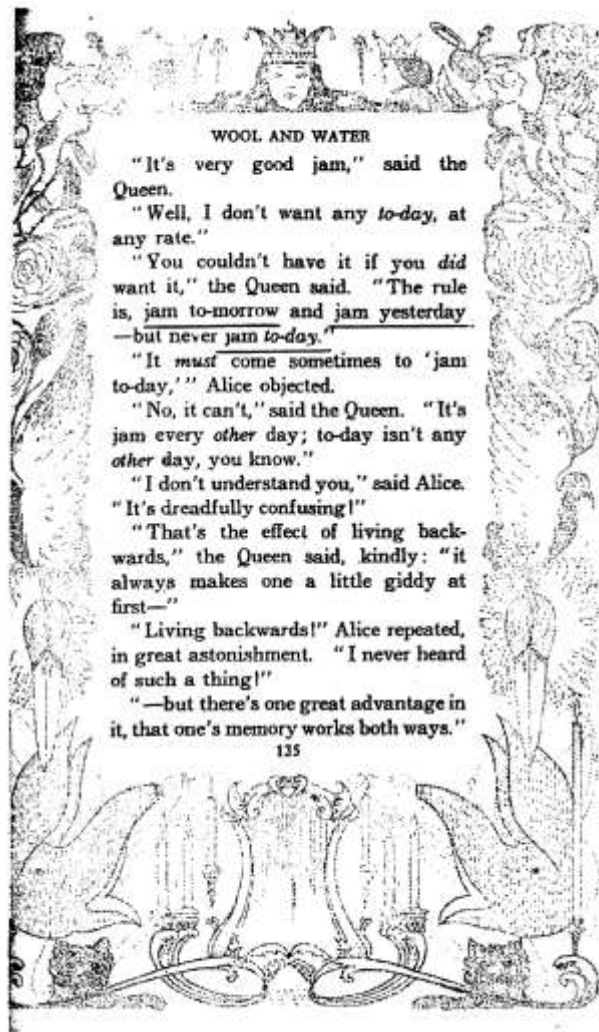 WOOL AND WATER
"It's very good jam," said the
Queen.
"Well, I don't want any to-day, at
any rate."
"You couldn't have it if you did
want it," the Queen said. "The rule
is, jam to-morrow and jam yesterday
—but never jam to-day."
"It must come sometimes to 'jam
to-day,'" Alice objected.
"No, it can't," said the Queen. "It's
jam every other day; to-day isn't any
other day, you know."
"I don't understand you," said Alice.
"It's dreadfully confusing!"
"That's the effect of living back-
wards," the Queen said, kindly: "it
always makes one a little giddy at
first—"
"Living backwards!" Alice repeated,
in great astonishment. "I never heard
of such a thing!"
"—but there's one great advantage in
it, that one's memory works both ways."
135